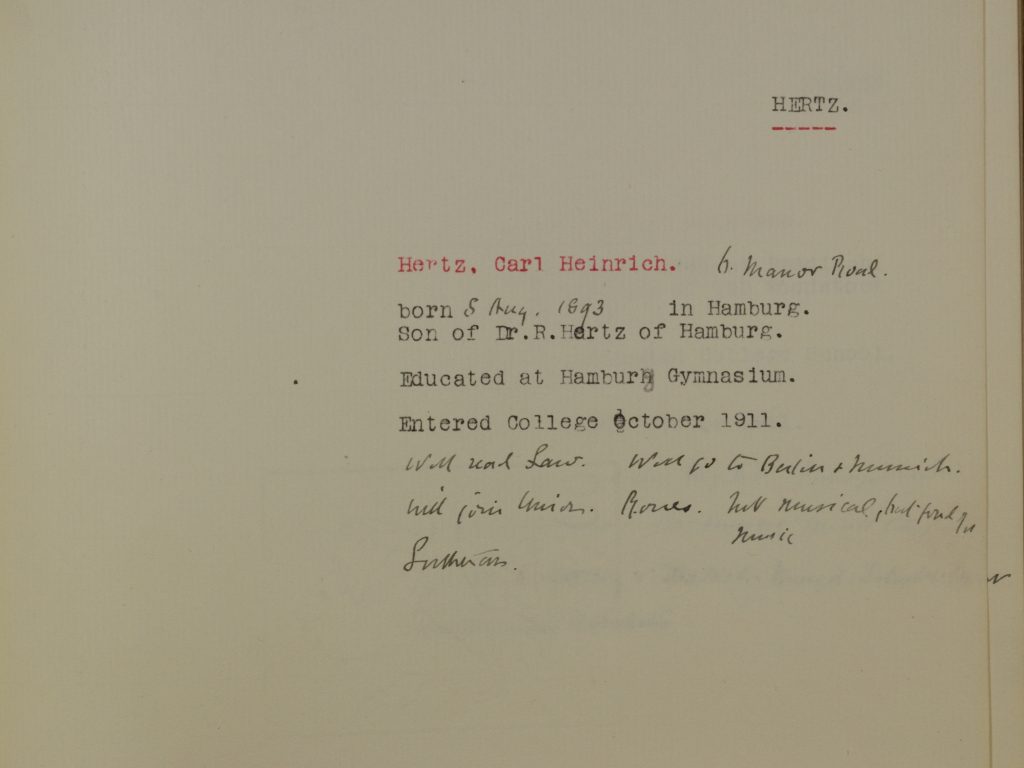 HERTZ.
Hertz, Carl Heinrich. 6. Manor Road.
born 5 Aug. 1893 in Hamburg.
Son of Dr.R.Hertz of Hamburg.
Educated at Hamburg Gymnasium.
Entered College October 1911.
Will read Law. Will go to Berlin & Munich.
Will join Union. Rows. Not musical, but fond of
music
Lutheran.